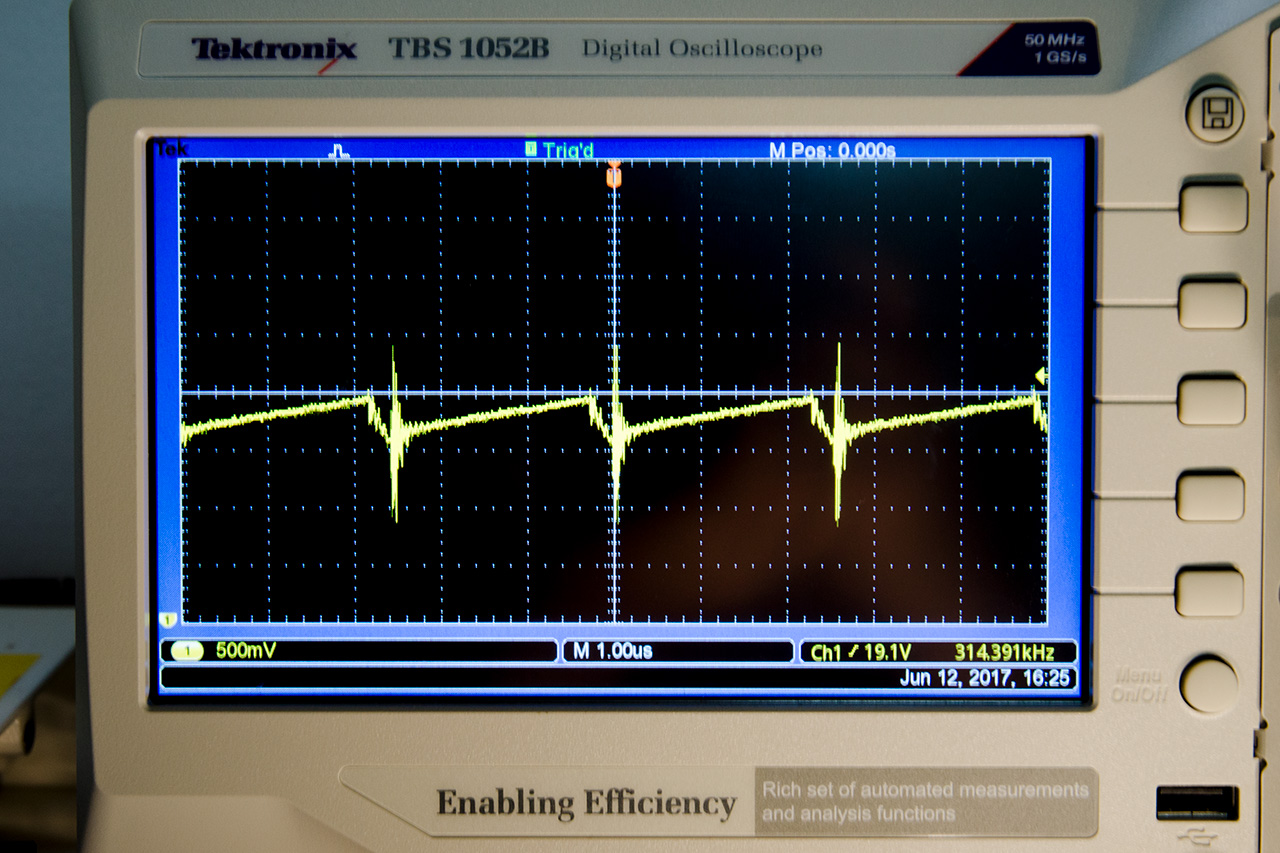 Tektronix TBS 1052B Digital Oscilloscope
50 MHz
1 GS/s
Tek Trig'd M Pos: 0.000s
1
1 500mV M 1.00us Ch1 19.1V 314.391kHz
Jun 12, 2017, 16:25
Menu
On/Off
Enabling Efficiency
Rich set of automated measurements
and analysis functions